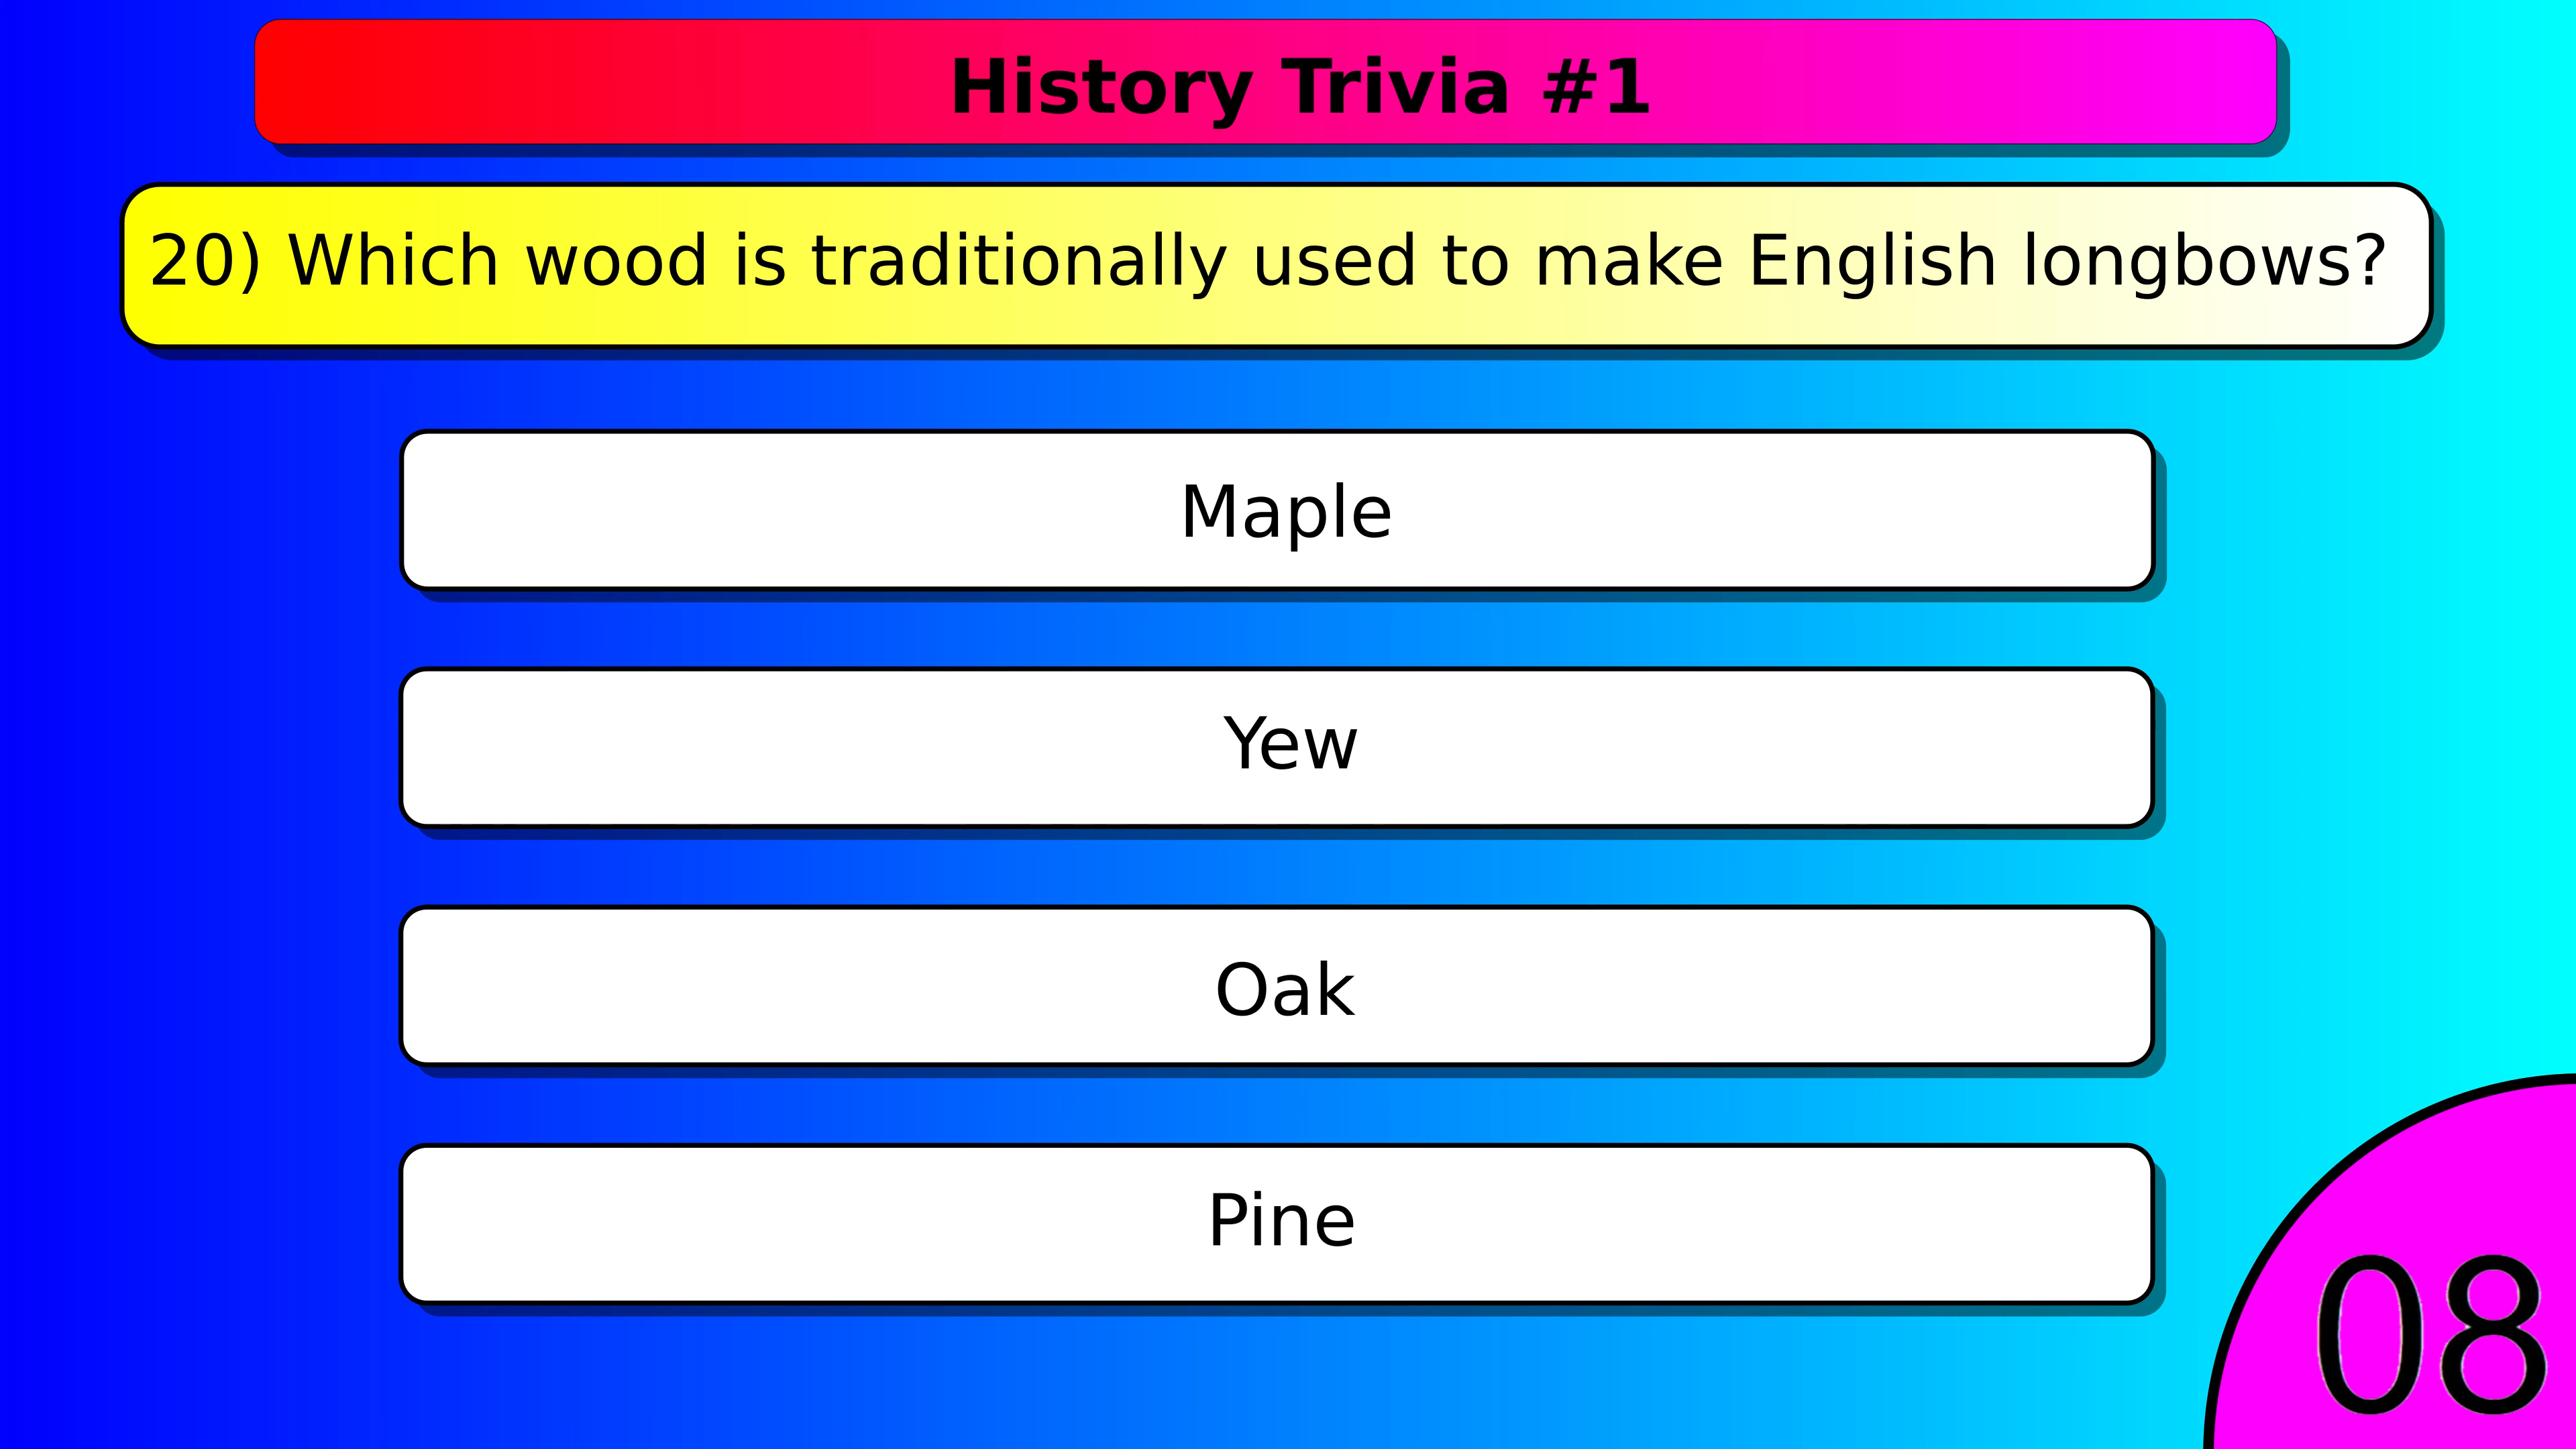 History Trivia #1
20) Which wood is traditionally used to make English longbows?
Maple
Yew
Oak
Pine
08